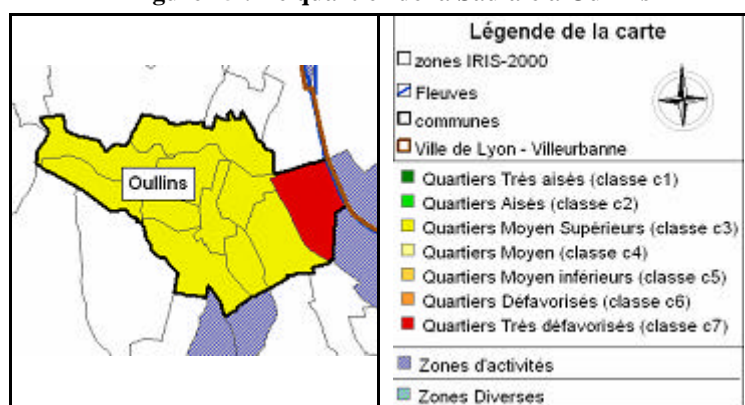 Oullins
Légende de la carte
zones IRIS-2000
Fleuves
communes
Ville de Lyon - Villeurbanne
Quartiers Très aisés (classe c1)
Quartiers Aisés (classe c2)
Quartiers Moyen Supérieurs (classe c3)
Quartiers Moyen (classe c4)
Quartiers Moyen inférieurs (classe c5)
Quartiers Défavorisés (classe c6)
Quartiers Très défavorisés (classe c7)
Zones d'activités
Zones Diverses